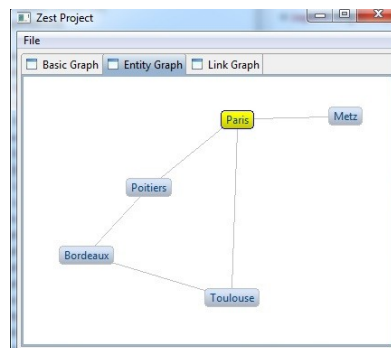 Zest Project
File
Basic Graph Entity Graph Link Graph
Paris
Metz
Poitiers
Bordeaux
Toulouse